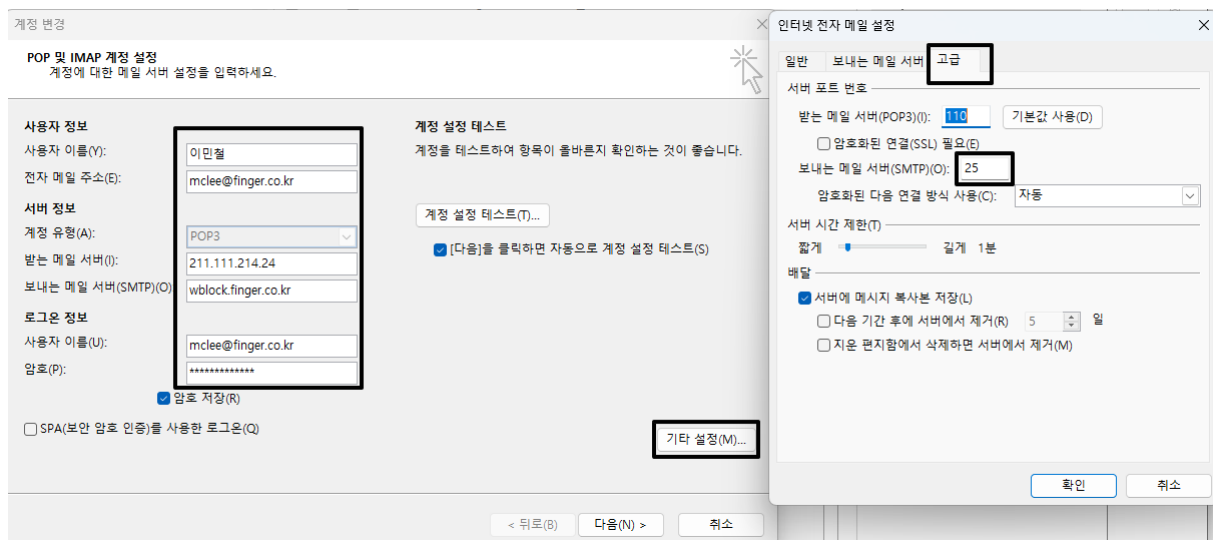 계정 변경
POP 및 IMAP 계정 설정
계정에 대한 메일 서버 설정을 입력하세요.
사용자 정보
사용자 이름(Y): 이민철
전자 메일 주소(E): mclee@finger.co.kr
서버 정보
계정 유형(A): POP3
받는 메일 서버(I): 211.111.214.24
보내는 메일 서버(SMTP)(O) wblock.finger.co.kr
로그온 정보
사용자 이름(U): mclee@finger.co.kr
암호(P): *************
암호 저장(R)
SPA(보안 암호 인증)를 사용한 로그온(Q)
계정 설정 테스트
계정을 테스트하여 항목이 올바른지 확인하는 것이 좋습니다.
계정 설정 테스트(T)...
[다음]을 클릭하면 자동으로 계정 설정 테스트(S)
기타 설정(M)...
< 뒤로(B) 다음(N) > 취소
인터넷 전자 메일 설정
일반 보내는 메일 서버 고급
서버 포트 번호
받는 메일 서버(POP3)(I): 110 기본값 사용(D)
암호화된 연결(SSL) 필요(E)
보내는 메일 서버(SMTP)(O): 25
암호화된 다음 연결 방식 사용(C): 자동
서버 시간 제한(T)
짧게 길게 1분
배달
서버에 메시지 복사본 저장(L)
다음 기간 후에 서버에서 제거(R) 5 일
지운 편지함에서 삭제하면 서버에서 제거(M)
확인 취소